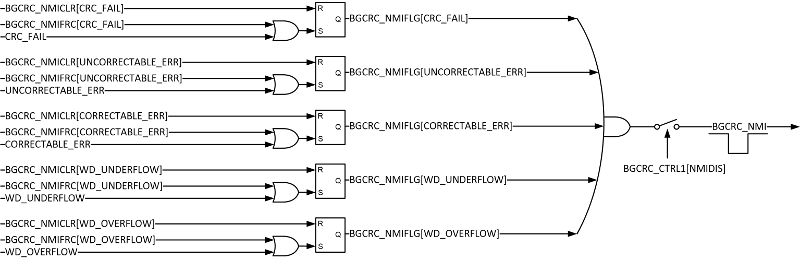 BGCRC_NMICLR[CRC_FAIL]
R
BGCRC_NMIFRC[CRC_FAIL]
Q
BGCRC_NMIFLG[CRC_FAIL]
S
CRC_FAIL
BGCRC_NMICLR[UNCORRECTABLE_ERR]
R
BGCRC_NMIFRC[UNCORRECTABLE_ERR]
Q
BGCRC_NMIFLG[UNCORRECTABLE_ERR]
S
UNCORRECTABLE_ERR
BGCRC_NMICLR[CORRECTABLE_ERR]
R
BGCRC_NMIFRC[CORRECTABLE_ERR]
Q
BGCRC_NMIFLG[CORRECTABLE_ERR]
S
CORRECTABLE_ERR
BGCRC_NMICLR[WD_UNDERFLOW]
R
BGCRC_NMIFRC[WD_UNDERFLOW]
Q
BGCRC_NMIFLG[WD_UNDERFLOW]
S
WD_UNDERFLOW
BGCRC_NMICLR[WD_OVERFLOW]
R
BGCRC_NMIFRC[WD_OVERFLOW]
Q
BGCRC_NMIFLG[WD_OVERFLOW]
S
WD_OVERFLOW
BGCRC_NMI
BGCRC_CTRL1[NMIDIS]